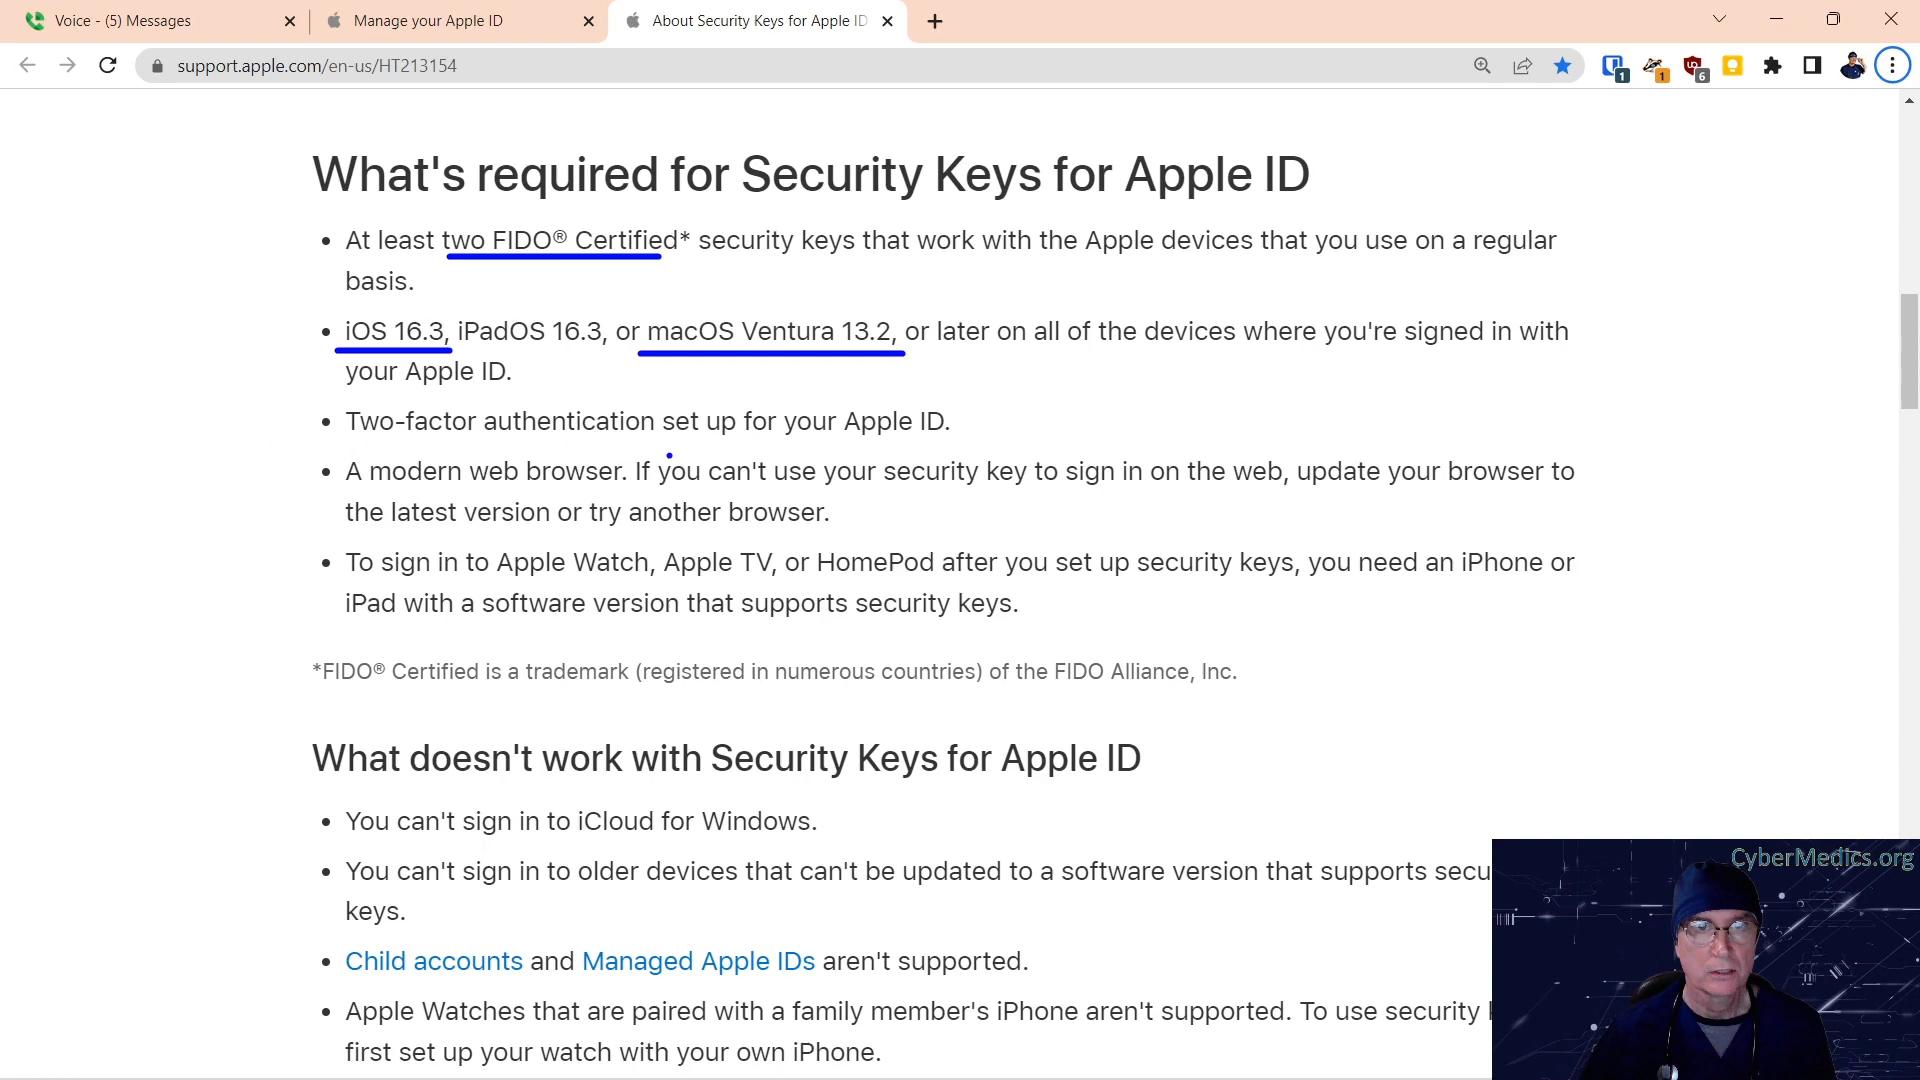 Voice - (5) Messages
Manage your Apple ID
About Security Keys for Apple ID
support.apple.com/en-us/HT213154
1
1
6
What's required for Security Keys for Apple ID
• At least two FIDO® Certified* security keys that work with the Apple devices that you use on a regular
basis.
• iOS 16.3, iPadOS 16.3, or macOS Ventura 13.2, or later on all of the devices where you're signed in with
your Apple ID.
• Two-factor authentication set up for your Apple ID.
• A modern web browser. If you can't use your security key to sign in on the web, update your browser to
the latest version or try another browser.
• To sign in to Apple Watch, Apple TV, or HomePod after you set up security keys, you need an iPhone or
iPad with a software version that supports security keys.
*FIDO® Certified is a trademark (registered in numerous countries) of the FIDO Alliance, Inc.
What doesn't work with Security Keys for Apple ID
• You can't sign in to iCloud for Windows.
• You can't sign in to older devices that can't be updated to a software version that supports secu
keys.
• Child accounts and Managed Apple IDs aren't supported.
• Apple Watches that are paired with a family member's iPhone aren't supported. To use security
first set up your watch with your own iPhone.
CyberMedics.org